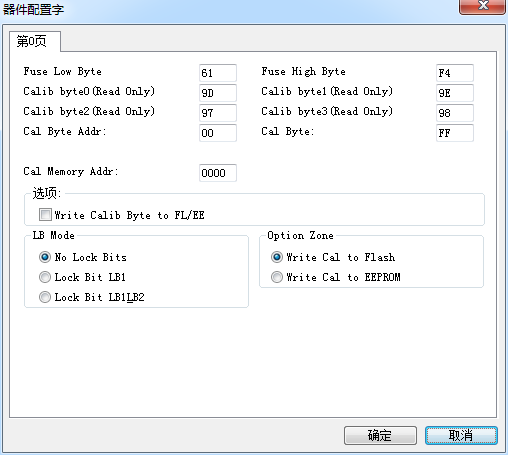 器件配置字
第0页
Fuse Low Byte 61 Fuse High Byte F4
Calib byte0(Read Only) 9D Calib byte1(Read Only) 9E
Calib byte2(Read Only) 97 Calib byte3(Read Only) 98
Cal Byte Addr: 00 Cal Byte: FF
Cal Memory Addr: 0000
选项:
Write Calib Byte to FL/EE
LB Mode
No Lock Bits
Lock Bit LB1
Lock Bit LB1LB2
Option Zone
Write Cal to Flash
Write Cal to EEPROM
确定 取消